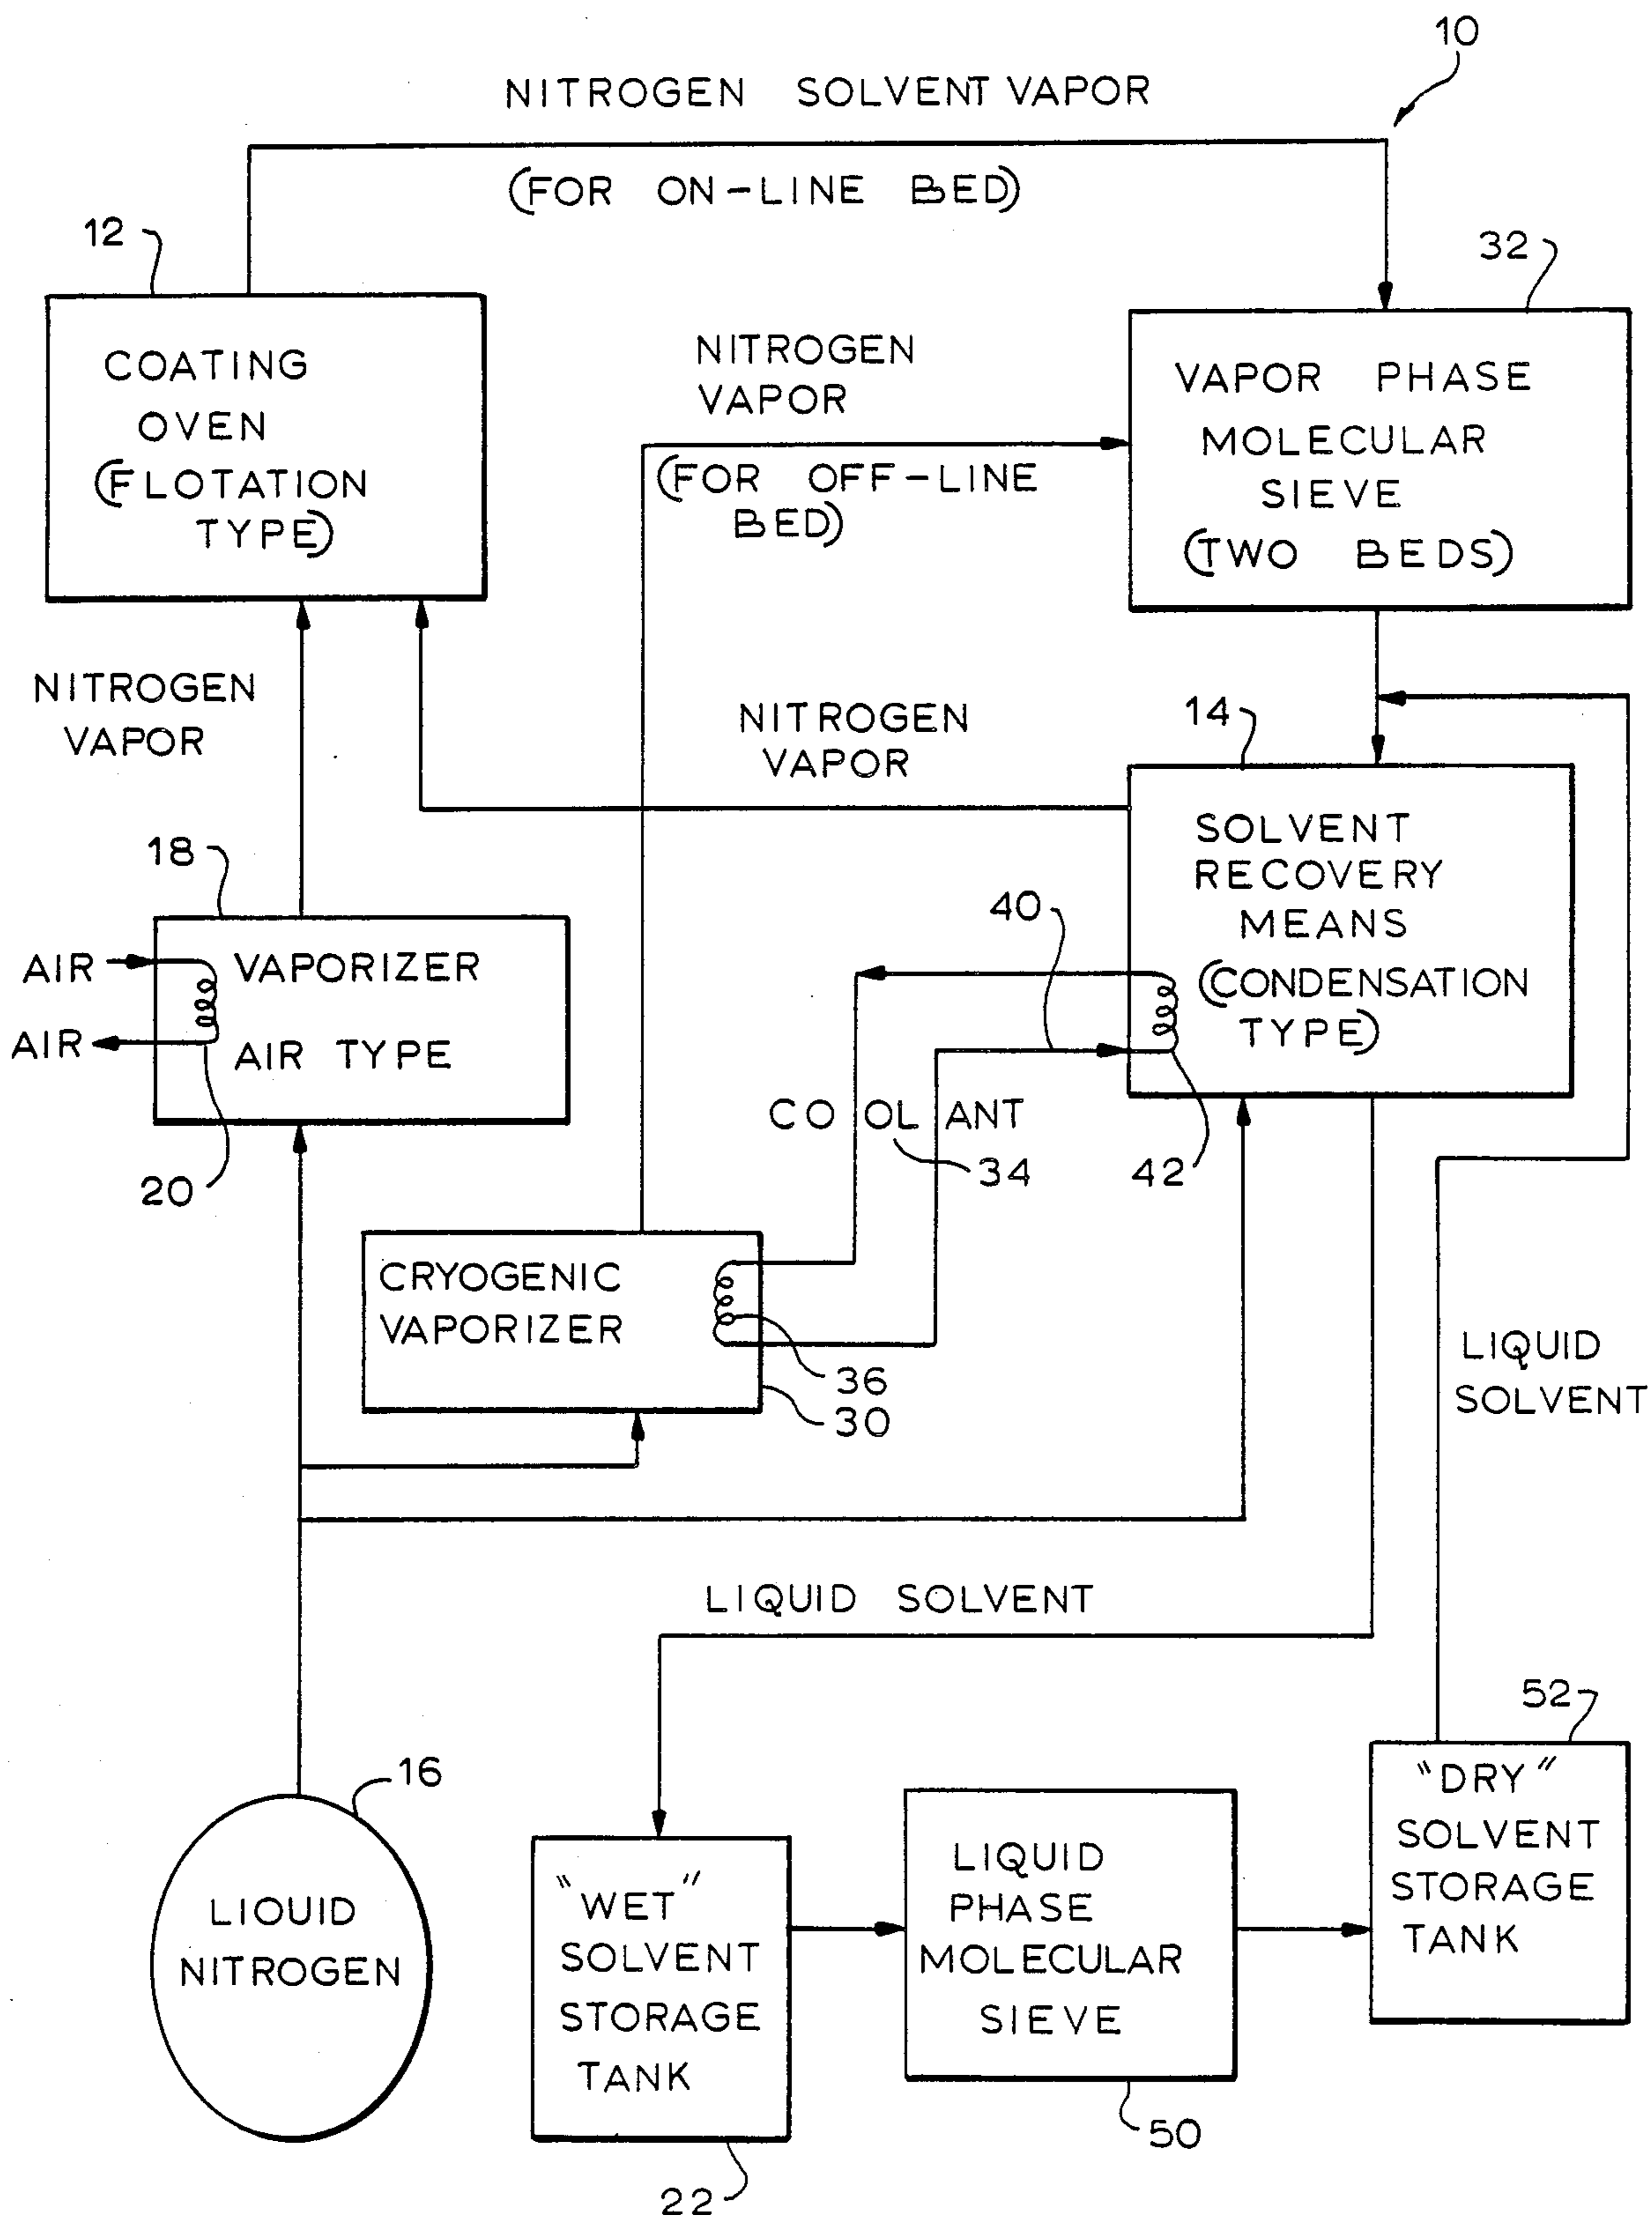 10
NITROGEN SOLVENT VAPOR
(FOR ON-LINE BED)
12
32
COATING
OVEN
(FLOTATION
TYPE)
NITROGEN
VAPOR
(FOR OFF-LINE
BED)
VAPOR PHASE
MOLECULAR
SIEVE
(TWO BEDS)
NITROGEN
VAPOR
NITROGEN
VAPOR
14
18
SOLVENT
RECOVERY
MEANS
(CONDENSATION
TYPE)
40
AIR
VAPORIZER
AIR
AIR TYPE
COOLANT
34
42
20
CRYOGENIC
VAPORIZER
36
30
LIQUID
SOLVENT
LIQUID SOLVENT
52
16
"DRY"
SOLVENT
STORAGE
TANK
LIOUID
NITROGEN
"WET"
SOLVENT
STORAGE
TANK
LIQUID
PHASE
MOLECULAR
SIEVE
50
22